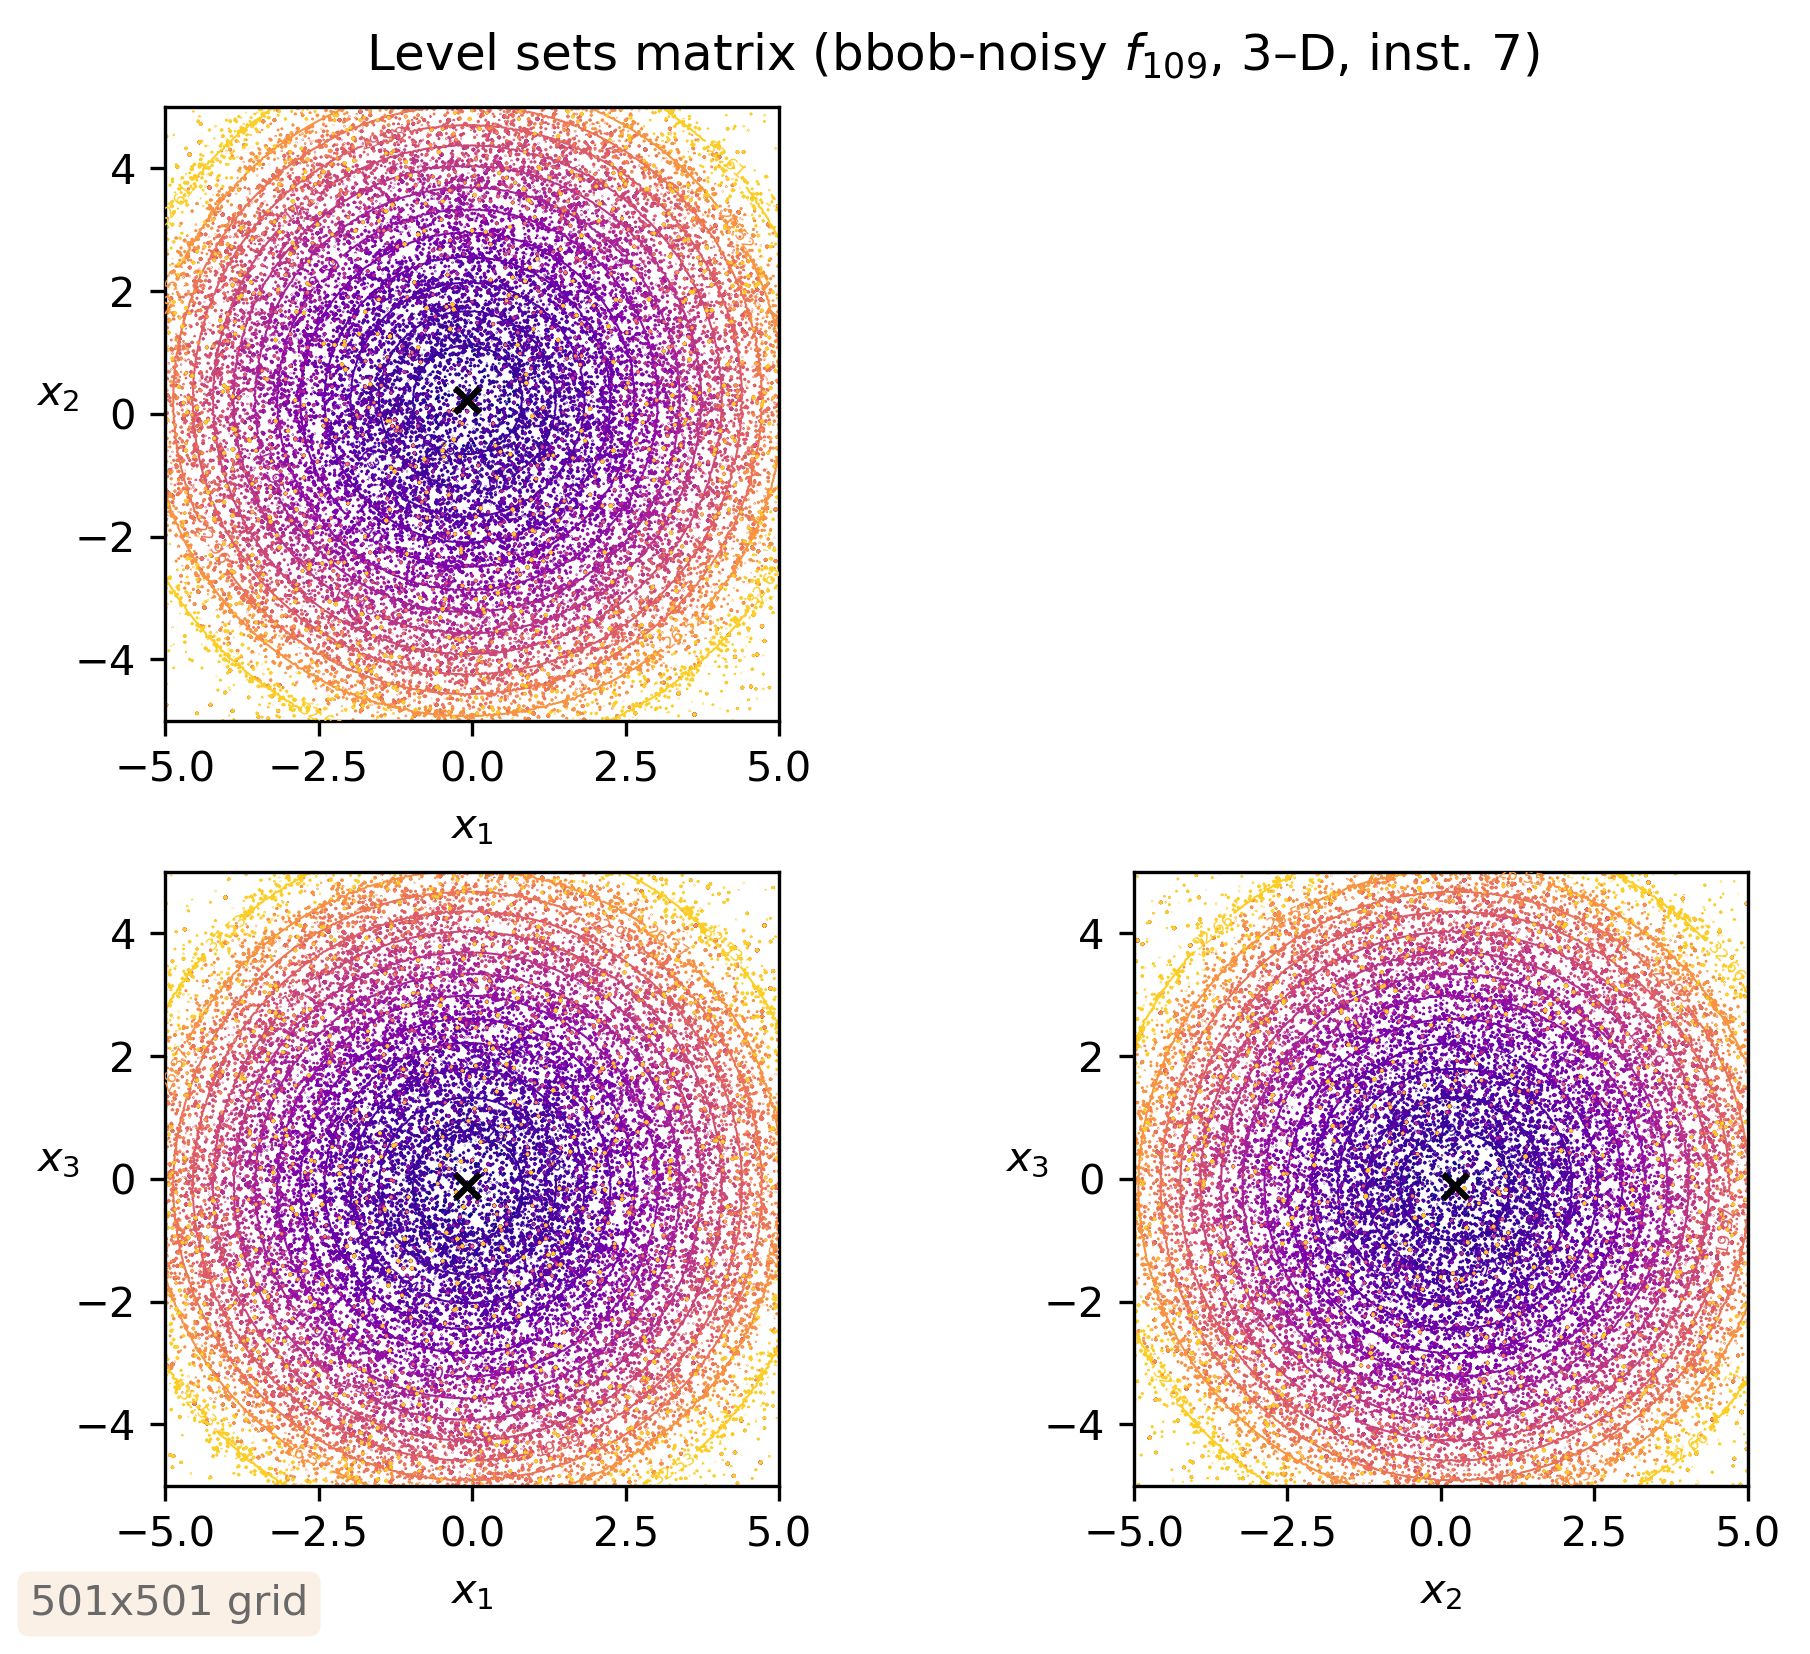 Level sets matrix (bbob-noisy f109, 3–D, inst. 7)
4
2
x2
0
−2
−4
−5.0 −2.5 0.0 2.5 5.0
x1
4 4
2 2
x3 x3
0 0
−2 −2
−4 −4
−5.0 −2.5 0.0 2.5 5.0 −5.0 −2.5 0.0 2.5 5.0
x1 x2
501x501 grid